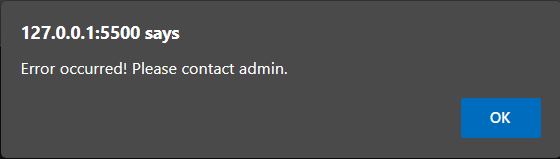 127.0.0.1:5500 says
Error occurred! Please contact admin.
OK